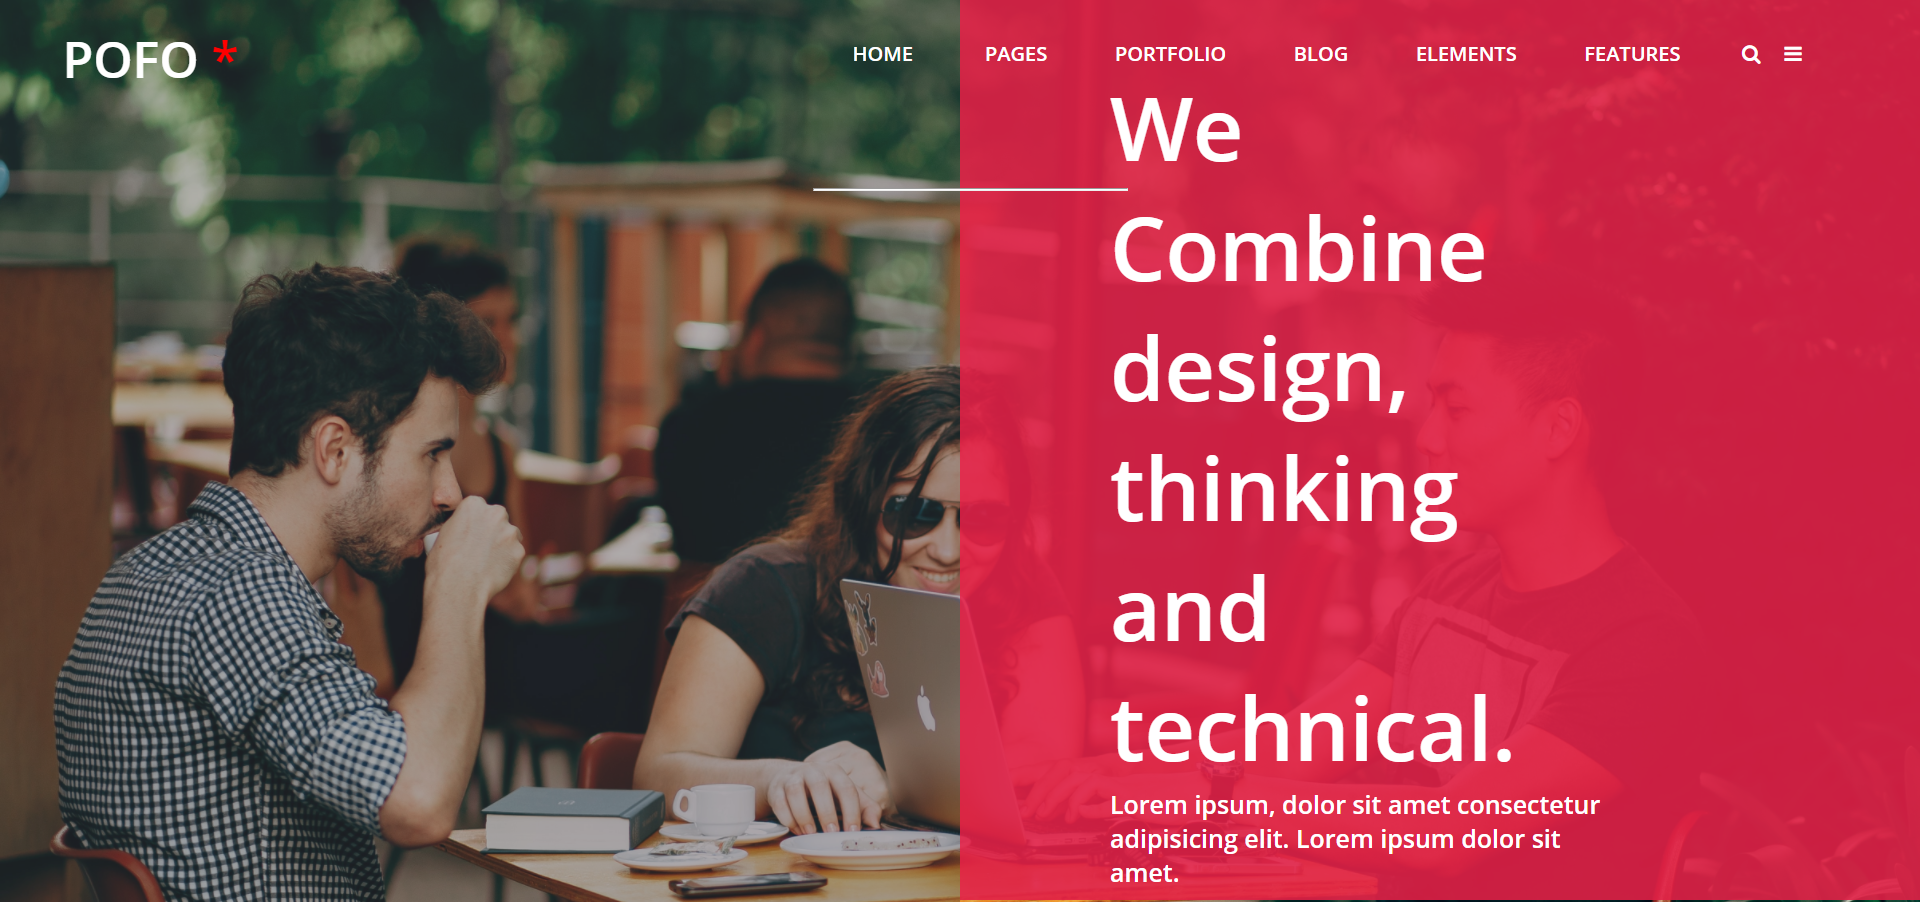 POFO *
HOME PAGES PORTFOLIO BLOG ELEMENTS FEATURES
We
Combine
design,
thinking
and
technical.
Lorem ipsum, dolor sit amet consectetur
adipisicing elit. Lorem ipsum dolor sit
amet.